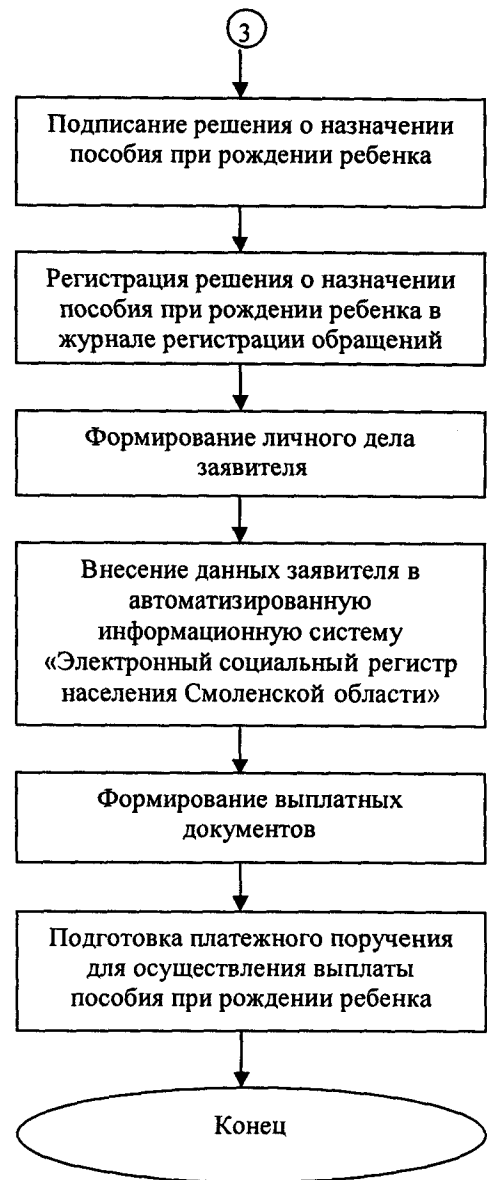 3
Подписание решения о назначении
пособия при рождении ребенка
Регистрация решения о назначении
пособия при рождении ребенка в
журнале регистрации обращений
Формирование личного дела
заявителя
Внесение данных заявителя в
автоматизированную
информационную систему
«Электронный социальный регистр
населения Смоленской области»
Формирование выплатных
документов
Подготовка платежного поручения
для осуществления выплаты
пособия при рождении ребенка
Конец